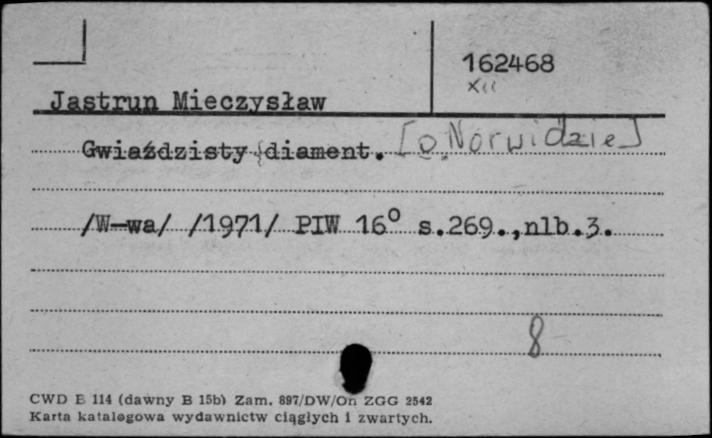 162468
XII
Jastrun Mieczysław
Gwiaździsty diament. [o Norwidzie]
/W-wa/ /1971/ PIW 16° s.269.,nlb.3.
8
CWD E 114 (dawny B 15b) Zam. 897/DW/On ZGG 2542
Karta katalogowa wydawnictw ciągłych i zwartych.